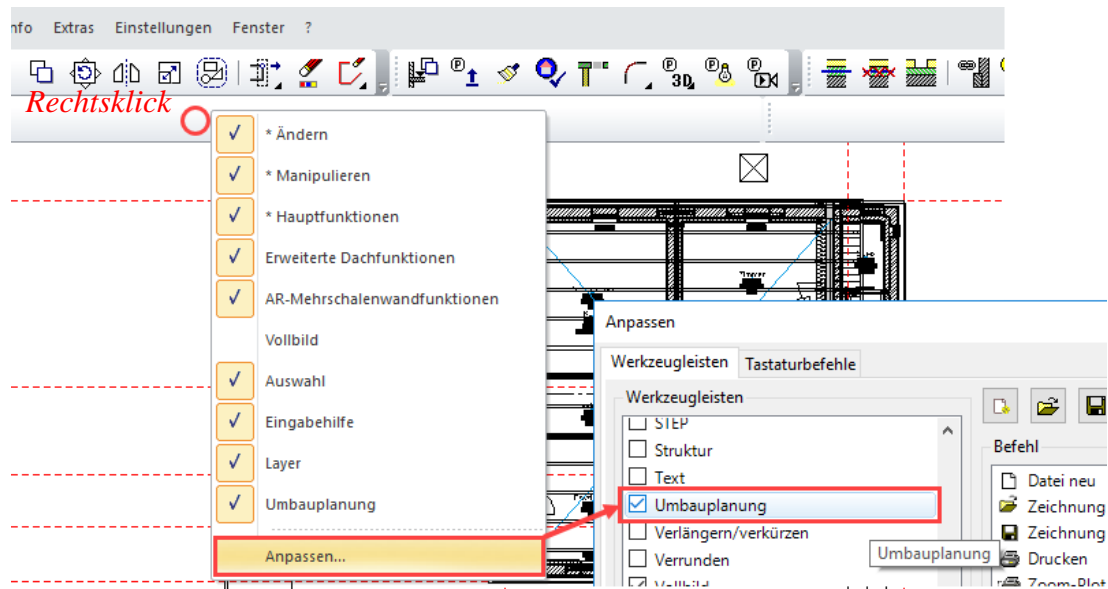 nfo Extras Einstellungen Fenster ?
Rechtsklick
* Ändern
* Manipulieren
* Hauptfunktionen
Erweiterte Dachfunktionen
AR-Mehrschalenwandfunktionen
Vollbild
Auswahl
Eingabehilfe
Layer
Umbauplanung
Anpassen...
Anpassen
Werkzeugleisten Tastaturbefehle
Werkzeugleisten
STEP
Struktur
Text
Umbauplanung
Verlängern/verkürzen
Verrunden
Vollbild
Umbauplanung
Befehl
Datei neu
Zeichnung
Zeichnung
Drucken
Zoom-Plot